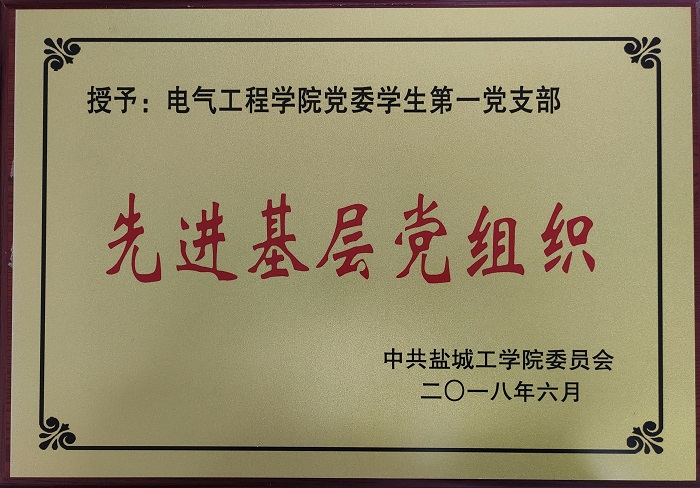 授予：电气工程学院党委学生第一党支部
先进基层党组织
中共盐城工学院委员会
二〇一八年六月